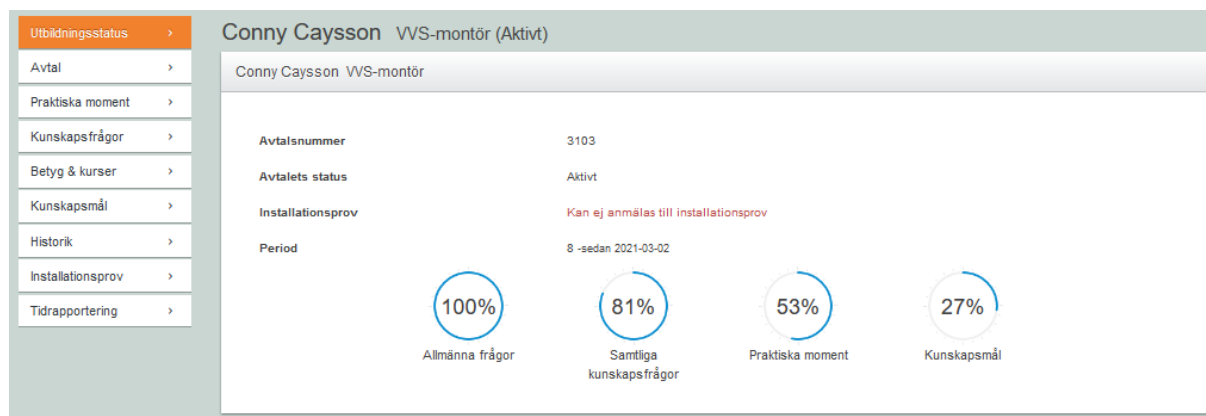 Utbildningsstatus
Avtal
Praktiska moment
Kunskapsfrågor
Betyg & kurser
Kunskapsmål
Historik
Installationsprov
Tidrapportering
Conny Caysson VVS-montör (Aktivt)
Conny Caysson VVS-montör
Avtalsnummer 3103
Avtalets status Aktivt
Installationsprov Kan ej anmälas till installationsprov
Period 8 -sedan 2021-03-02
100% 81% 53% 27%
Allmänna frågor Samtliga Praktiska moment Kunskapsmål
kunskapsfrågor